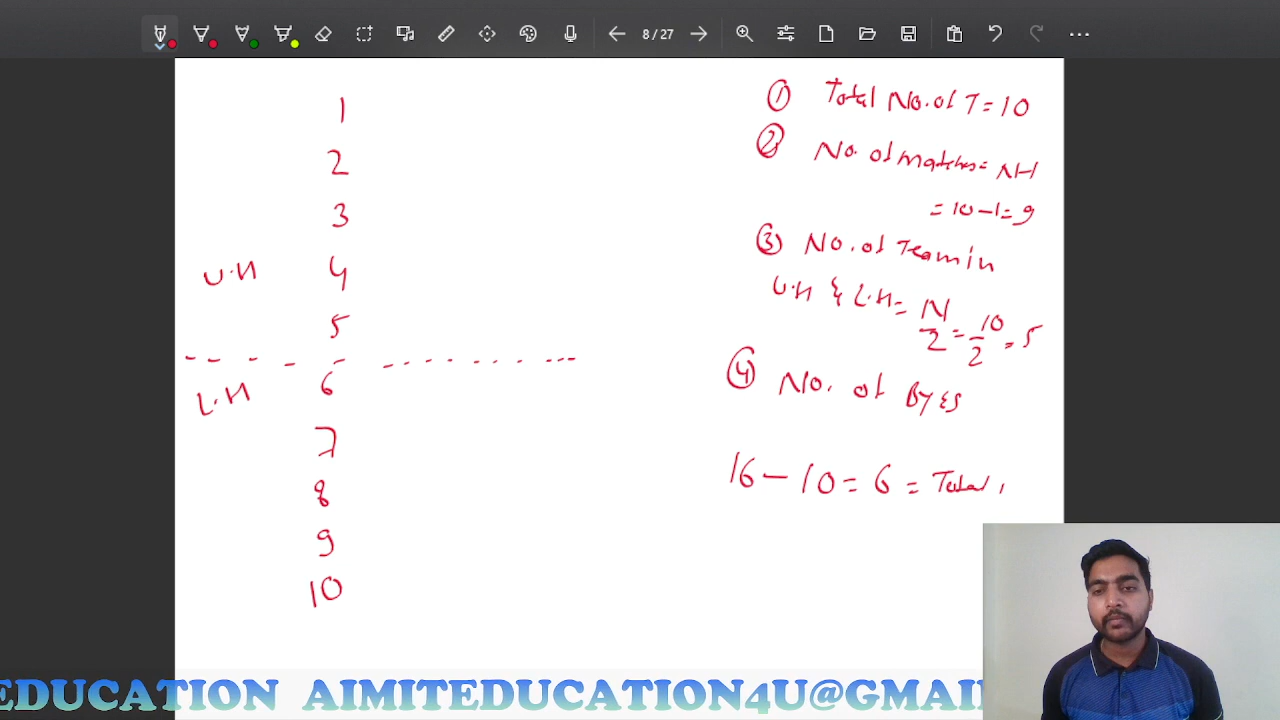 8 / 27
1
2
3
4
5
6
7
8
9
10
U.H
L.H
① Total No. of T = 10
② No. of matches = N-1
= 10-1 = 9
③ No. of Team in
U.H & L.H = N/2 = 10/2 = 5
④ No. of Byes
16 - 10 = 6 = Total
EDUCATION AIMITEDUCATION4U@GMAIL